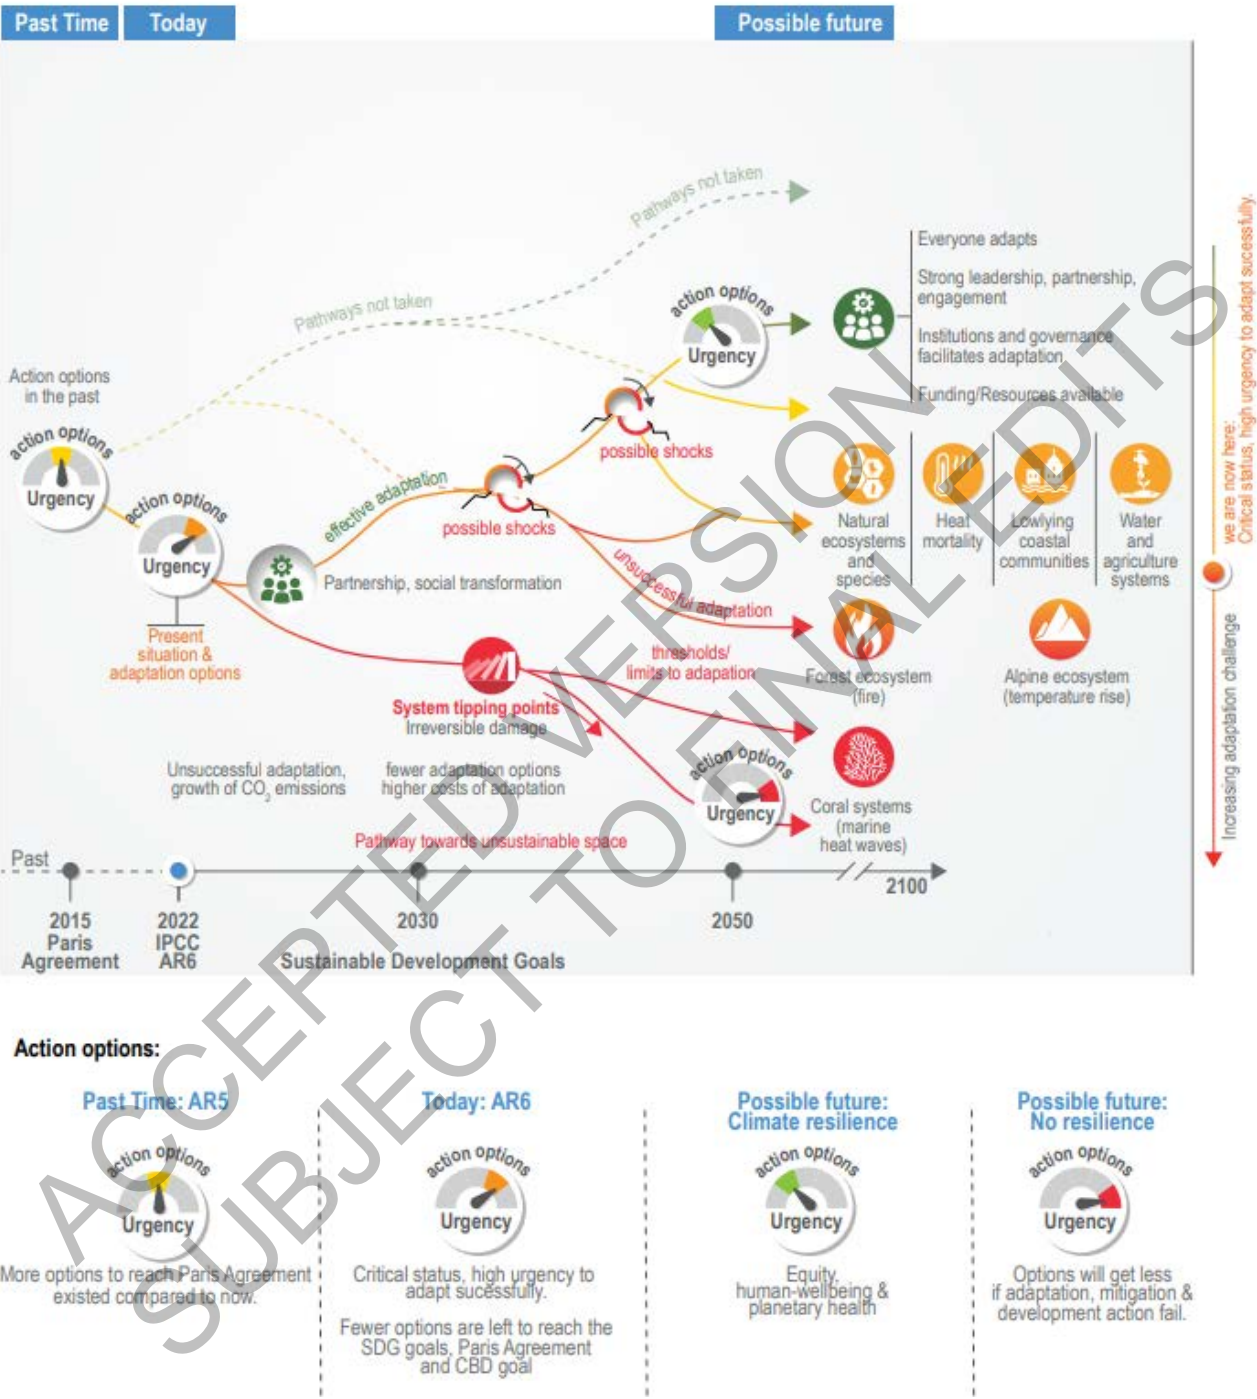 Past Time
Today
Possible future
Pathways not taken
Pathways not taken
Everyone adapts
Strong leadership, partnership,
engagement
Institutions and governance
facilitates adaptation
Funding/Resources available
action options
Urgency
Action options
in the past
action options
Urgency
action options
Urgency
Present
situation &
adaptation options
effective adaptation
Partnership, social transformation
possible shocks
possible shocks
Natural
ecosystems
and
species
Heat
mortality
Lowlying
coastal
communities
Water
and
agriculture
systems
unsuccessful adaptation
thresholds/
limits to adapation
Forest ecosystem
(fire)
Alpine ecosystem
(temperature rise)
System tipping points
Irreversible damage
Unsuccessful adaptation,
growth of CO2 emissions
fewer adaptation options
higher costs of adaptation
action options
Urgency
Coral systems
(marine
heat waves)
Pathway towards unsustainable space
we are now here:
Critical status, high urgency to adapt sucessfully.
Increasing adaptation challenge
Past
2100
2015
Paris
Agreement
2022
IPCC
AR6
2030
2050
Sustainable Development Goals
Action options:
Past Time: AR5
action options
Urgency
More options to reach Paris Agreement
existed compared to now.
Today: AR6
action options
Urgency
Critical status, high urgency to
adapt sucessfully.
Fewer options are left to reach the
SDG goals, Paris Agreement
and CBD goal
Possible future:
Climate resilience
action options
Urgency
Equity,
human-wellbeing &
planetary health
Possible future:
No resilience
action options
Urgency
Options will get less
if adaptation, mitigation &
development action fail.
ACCEPTED VERSION
SUBJECT TO FINAL EDITS